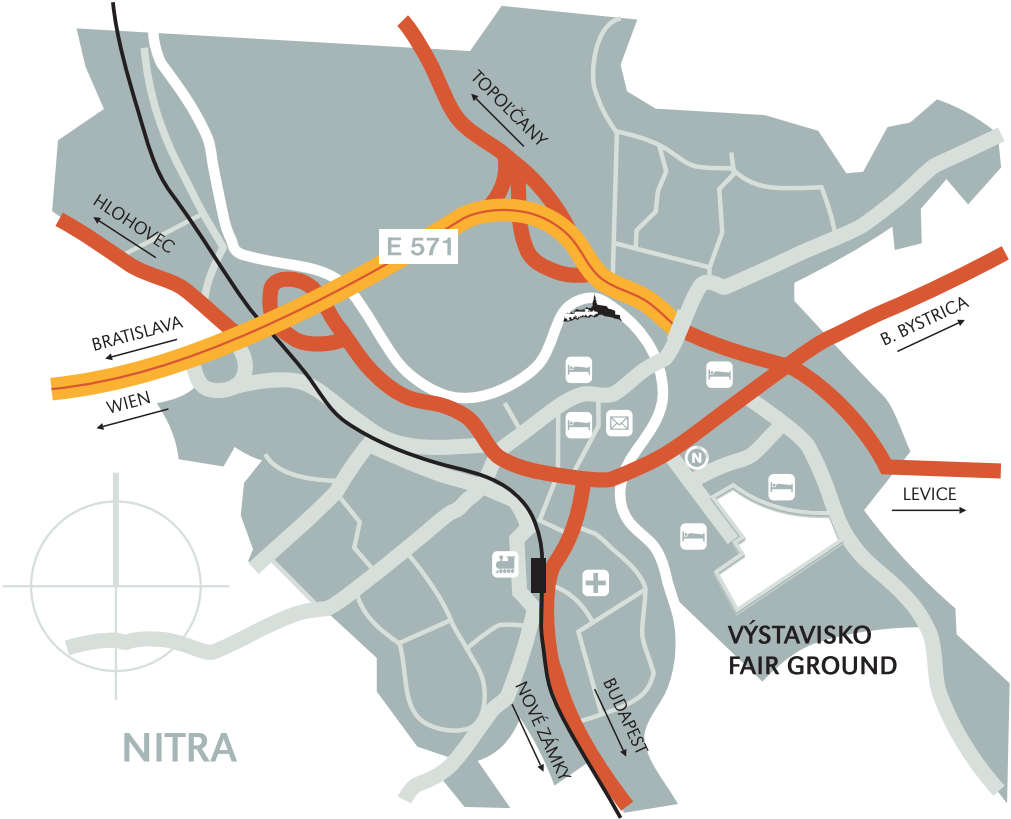 TOPOĽČANY
HLOHOVEC
E 571
BRATISLAVA
WIEN
B. BYSTRICA
N
LEVICE
VÝSTAVISKO
FAIR GROUND
NOVÉ ZÁMKY
BUDAPEST
NITRA